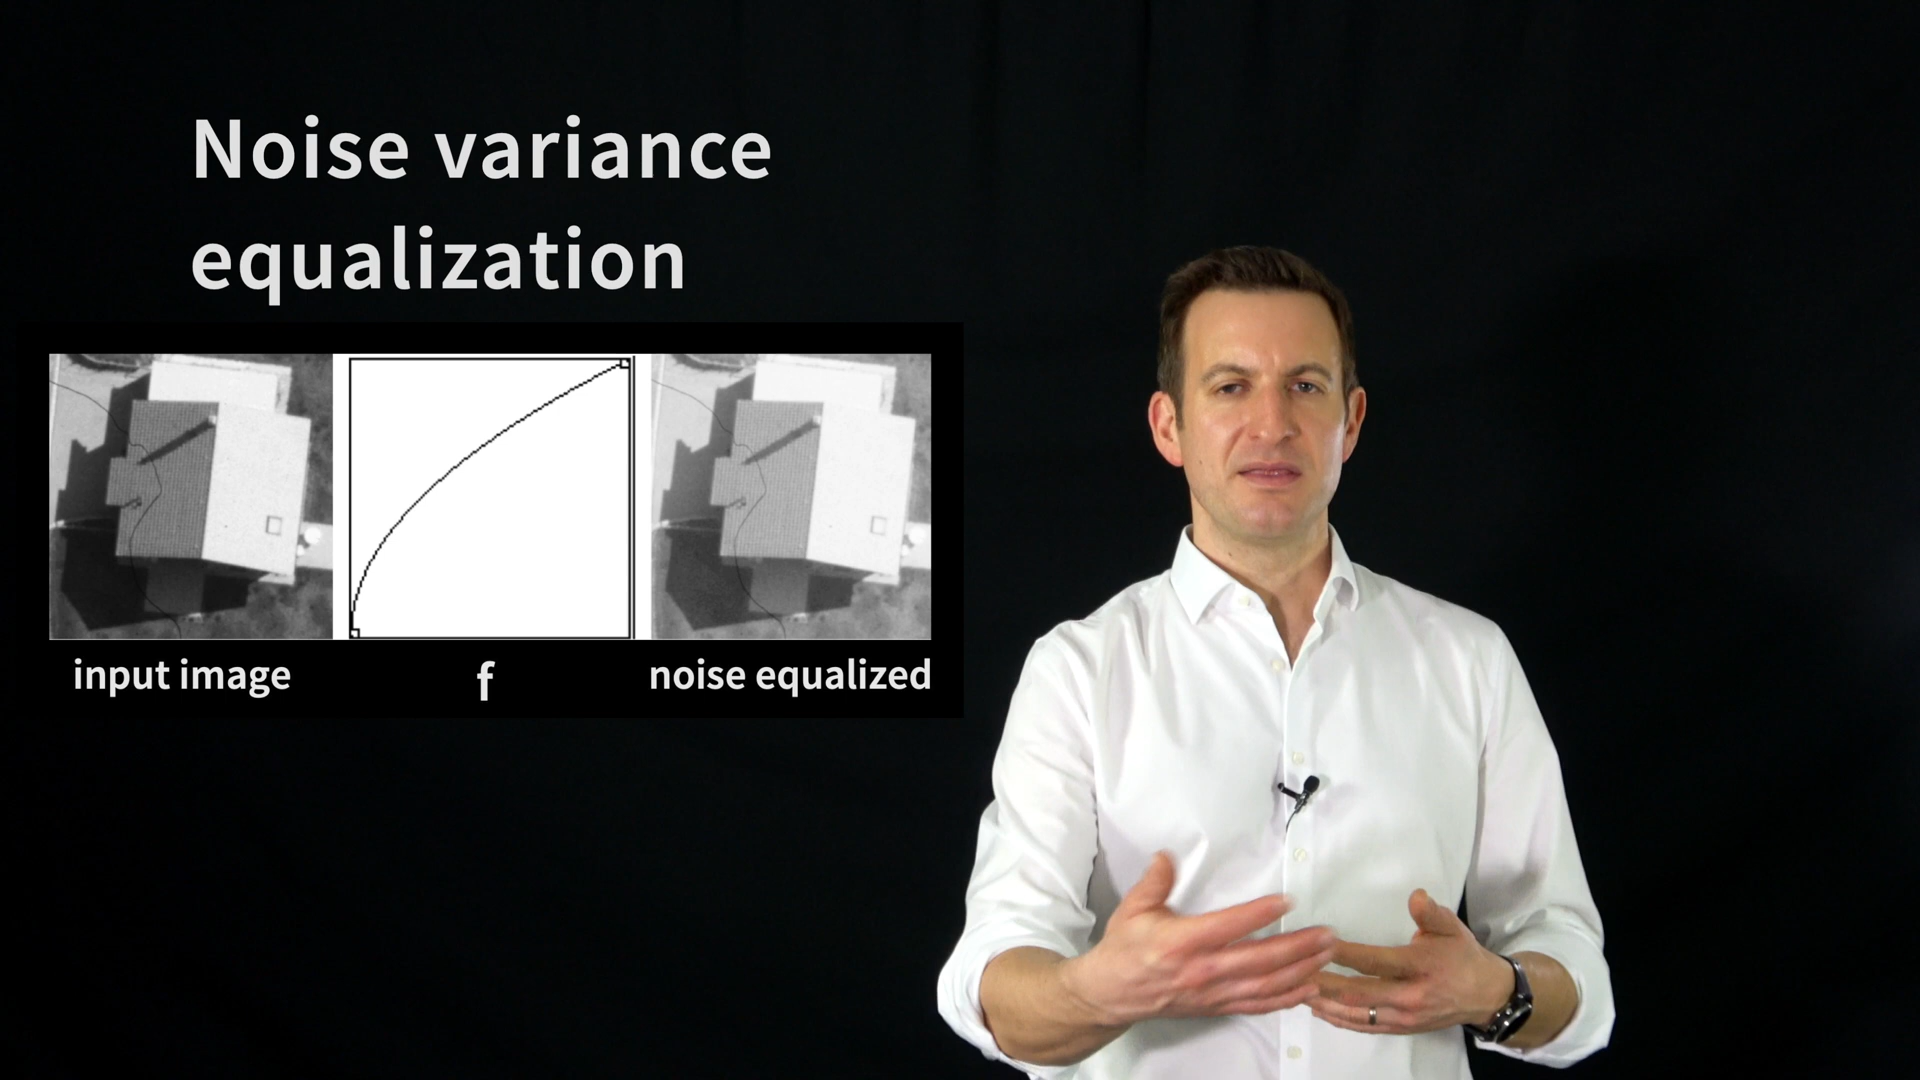 Noise variance
equalization
input image
f
noise equalized